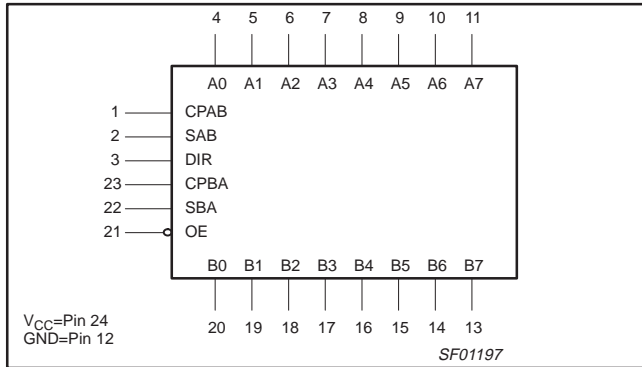 4 5 6 7 8 9 10 11
A0 A1 A2 A3 A4 A5 A6 A7
1 CPAB
2 SAB
3 DIR
23 CPBA
22 SBA
21 OE
B0 B1 B2 B3 B4 B5 B6 B7
20 19 18 17 16 15 14 13
VCC=Pin 24
GND=Pin 12
SF01197